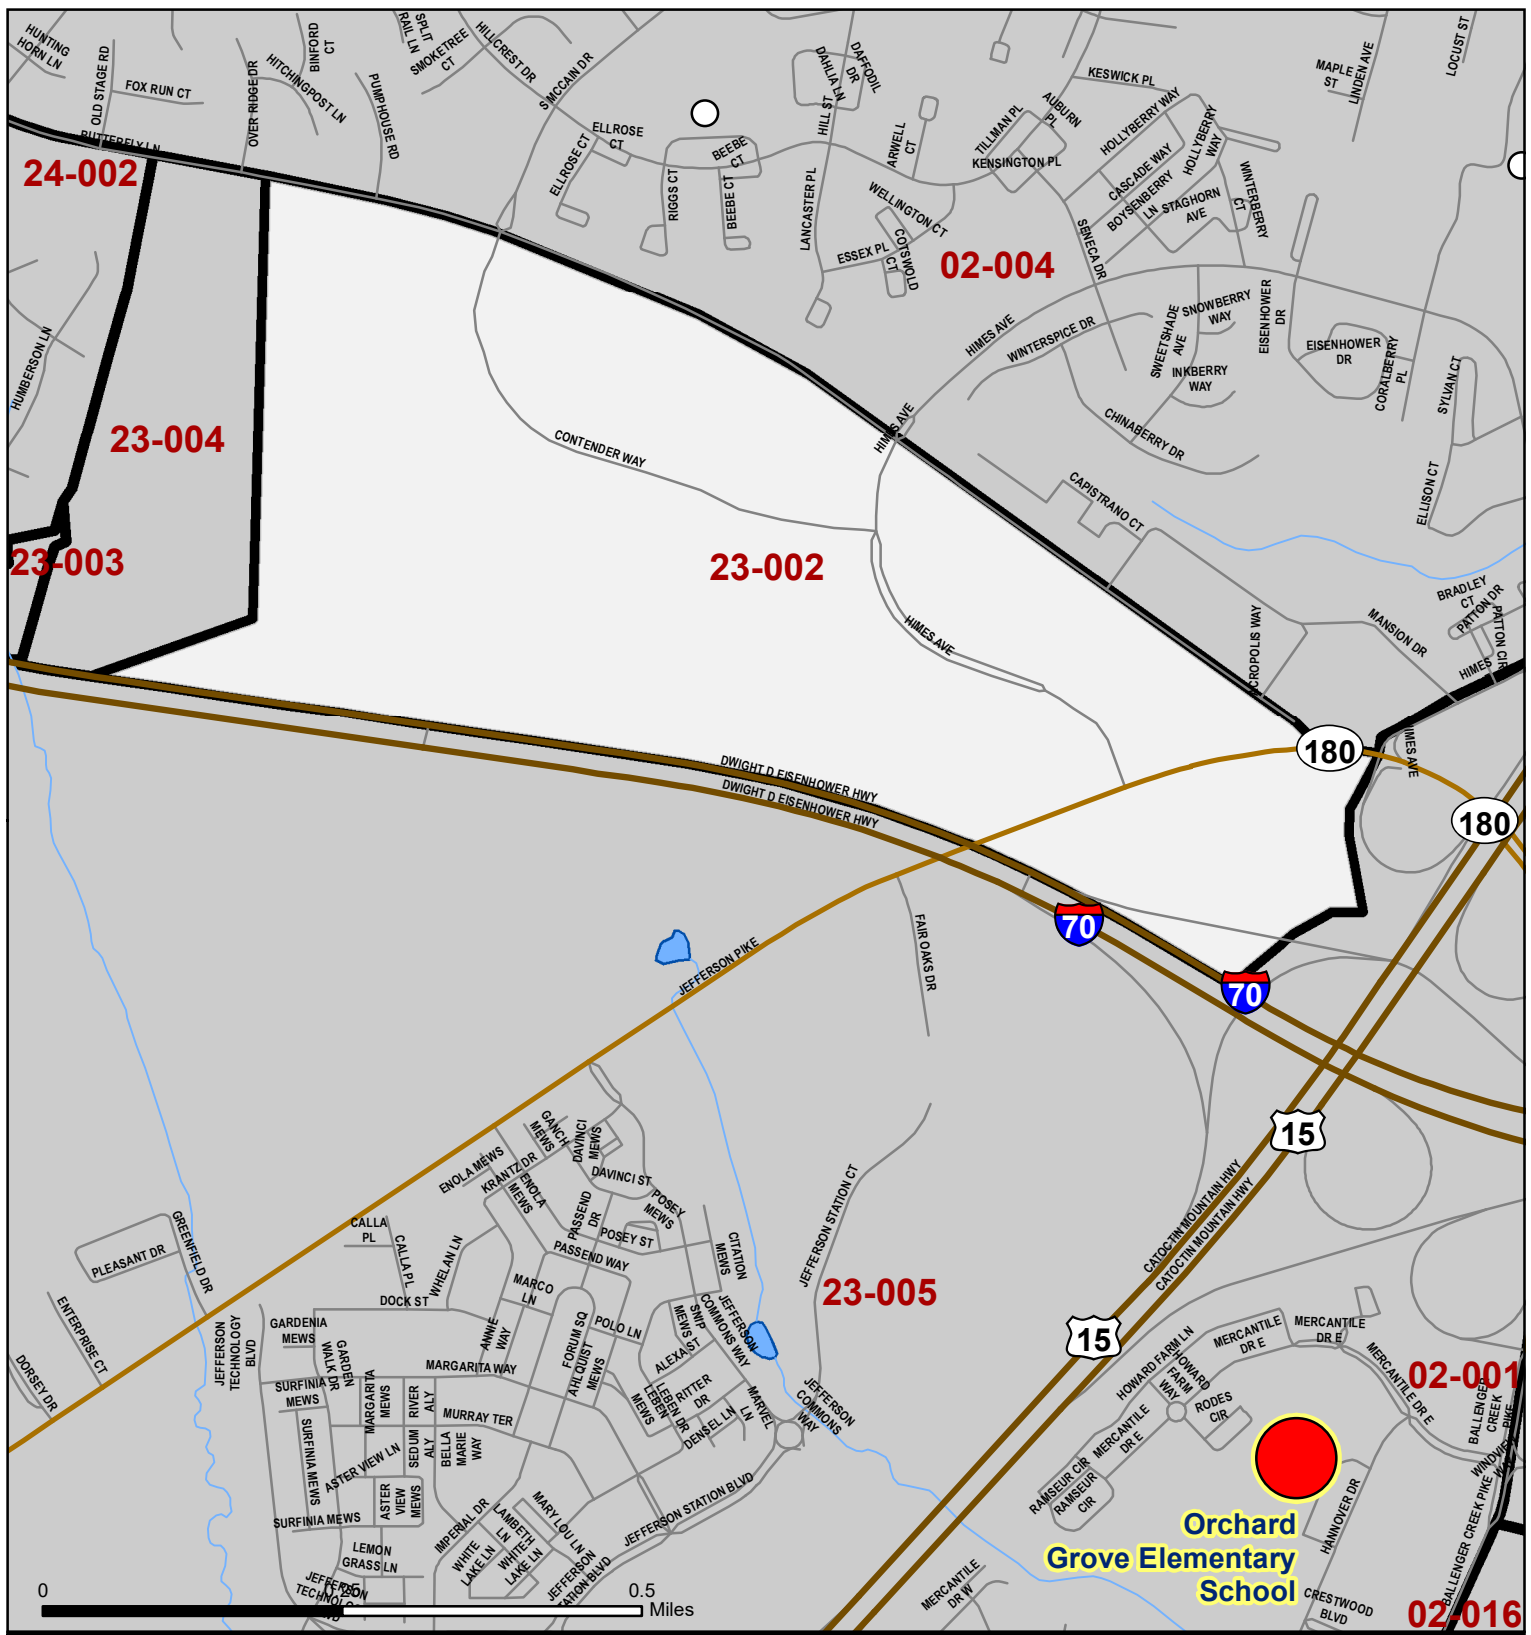 HUNTING
HORN LN
OLD STAGE RD
FOX RUN CT
OVER RIDGE DR
BINFORD
CT
HITCHINGPOST LN
PUMPHOUSE RD
SPLIT
RAIL LN
SMOKETREE
CT
HILLCREST DR
S MCCAIN DR
ELLROSE
CT
ELLROSE CT
RIGGS CT
BEEBE
CT
BEEBE CT
DAHLIA LN
DAFFODIL
DR
HILL ST
LANCASTER PL
ARWELL
CT
WELLINGTON CT
ESSEX PL
COTSWOLD
CT
TILLMAN PL
AUBURN
PL
KENSINGTON PL
KESWICK PL
HOLLYBERRY WAY
HOLLYBERRY
WAY
CASCADE WAY
BOYSENBERRY
LN
STAGHORN
AVE
WINTERBERRY
CT
SENECA DR
MAPLE
ST
LINDEN AVE
LOCUST ST
BUTTERFLY LN
24-002
02-004
HIMES AVE
WINTERSPICE DR
SWEETSHADE
AVE
SNOWBERRY
WAY
INKBERRY
WAY
EISENHOWER
DR
EISENHOWER
DR
CORALBERRY
PL
SYLVAN CT
CHINABERRY DR
ELLISON CT
CAPISTRANO CT
HUMBERSON LN
23-004
23-003
CONTENDER WAY
HIMES AVE
23-002
HIMES AVE
ACROPOLIS WAY
MANSION DR
BRADLEY
CT
PATTON DR
PATTON CIR
HIMES
HIMES AVE
180
180
DWIGHT D EISENHOWER HWY
DWIGHT D EISENHOWER HWY
70
70
FAIR OAKS DR
JEFFERSON PIKE
15
15
CATOCTIN MOUNTAIN HWY
CATOCTIN MOUNTAIN HWY
GANCH
MEWS
DAVINCI
MEWS
ENOLA MEWS
KRANTZ DR
ENOLA
MEWS
DAVINCI ST
POSEY
MEWS
PASSEND
DR
POSEY ST
PASSEND WAY
CITATION
MEWS
JEFFERSON STATION CT
23-005
PLEASANT DR
GREENFIELD DR
CALLA
PL
CALLA PL
WHELAN LN
DOCK ST
MARCO
LN
ENTERPRISE CT
DORSEY DR
JEFFERSON
TECHNOLOGY
BLVD
GARDENIA
MEWS
GARDEN
WALK DR
ANNIE
WAY
FORUM SQ
AHLQUIST
MEWS
POLO LN
SNIP
MEWS
JEFFERSON
COMMONS WAY
ALEXA ST
MARGARITA WAY
SURFINIA
MEWS
MARGARITA
MEWS
RIVER
ALY
MURRAY TER
LEBEN
MEWS
LEBEN DR
RITTER
DR
DENSEL LN
MARVEL
LN
JEFFERSON
COMMONS
WAY
SURFINIA MEWS
ASTER VIEW LN
SEDUM
ALY
BELLA
MARIE
WAY
ASTER
VIEW
MEWS
SURFINIA MEWS
LEMON
GRASS LN
IMPERIAL DR
LAMBETH
LN
MARY LOU LN
WHITE
LAKE LN
WHITE
LAKE LN
JEFFERSON STATION BLVD
JEFFERSON
STATION BLVD
JEFFERSON
TECHNOLOGY
BLVD
HOWARD FARM LN
HOWARD
FARM
WAY
MERCANTILE
DR E
MERCANTILE
DR E
MERCANTILE DR E
RODES
CIR
MERCANTILE
DR E
RAMSEUR CIR
RAMSEUR
CIR
02-001
BALLENGER
CREEK
PIKE
WINDVIEW
WAY
BALLENGER CREEK PIKE
HANNOVER DR
Orchard
Grove Elementary
School
MERCANTILE
DR W
CRESTWOOD
BLVD
02-016
0
0.25
0.5
Miles